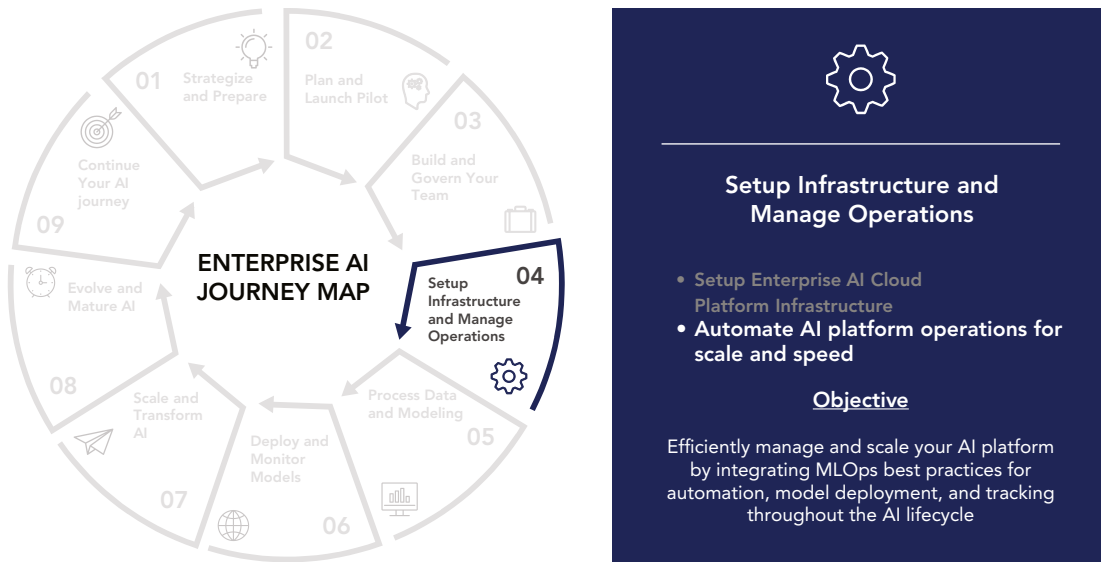 01
Strategize
and Prepare
02
Plan and
Launch Pilot
03
Build and
Govern Your
Team
04
Setup
Infrastructure
and Manage
Operations
Process Data
and Modeling
05
Deploy and
Monitor
Models
06
Scale and
Transform
AI
07
Evolve and
Mature AI
08
Continue
Your AI
journey
09
ENTERPRISE AI
JOURNEY MAP
Setup Infrastructure and
Manage Operations
• Setup Enterprise AI Cloud
Platform Infrastructure
• Automate AI platform operations for
scale and speed
Objective
Efficiently manage and scale your AI platform
by integrating MLOps best practices for
automation, model deployment, and tracking
throughout the AI lifecycle